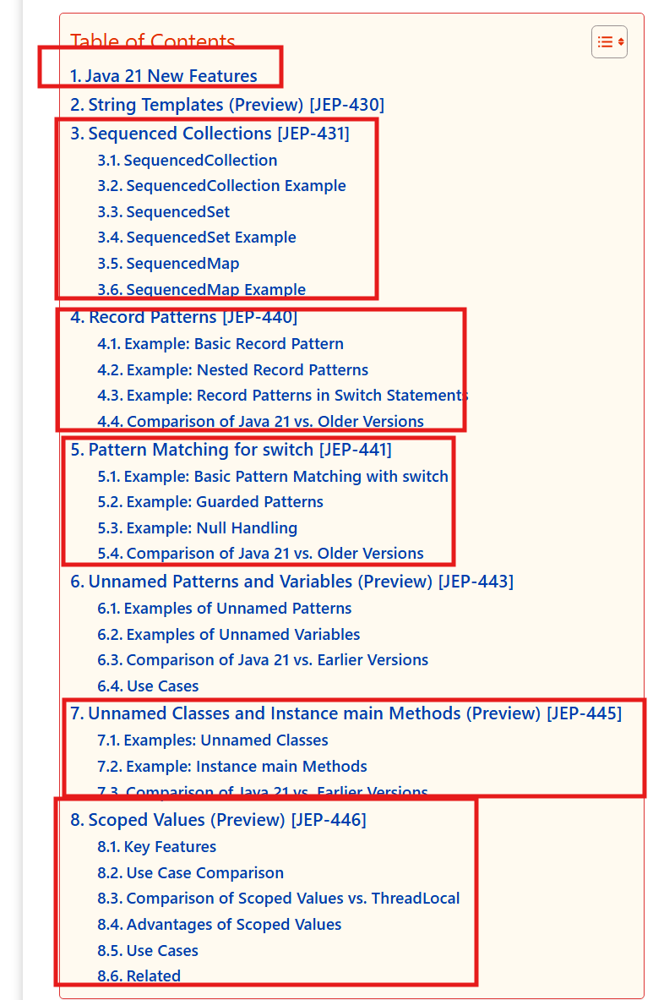 Table of Contents
1. Java 21 New Features
2. String Templates (Preview) [JEP-430]
3. Sequenced Collections [JEP-431]
3.1. SequencedCollection
3.2. SequencedCollection Example
3.3. SequencedSet
3.4. SequencedSet Example
3.5. SequencedMap
3.6. SequencedMap Example
4. Record Patterns [JEP-440]
4.1. Example: Basic Record Pattern
4.2. Example: Nested Record Patterns
4.3. Example: Record Patterns in Switch Statements
4.4. Comparison of Java 21 vs. Older Versions
5. Pattern Matching for switch [JEP-441]
5.1. Example: Basic Pattern Matching with switch
5.2. Example: Guarded Patterns
5.3. Example: Null Handling
5.4. Comparison of Java 21 vs. Older Versions
6. Unnamed Patterns and Variables (Preview) [JEP-443]
6.1. Examples of Unnamed Patterns
6.2. Examples of Unnamed Variables
6.3. Comparison of Java 21 vs. Earlier Versions
6.4. Use Cases
7. Unnamed Classes and Instance main Methods (Preview) [JEP-445]
7.1. Examples: Unnamed Classes
7.2. Example: Instance main Methods
7.3. Comparison of Java 21 vs. Earlier Versions
8. Scoped Values (Preview) [JEP-446]
8.1. Key Features
8.2. Use Case Comparison
8.3. Comparison of Scoped Values vs. ThreadLocal
8.4. Advantages of Scoped Values
8.5. Use Cases
8.6. Related